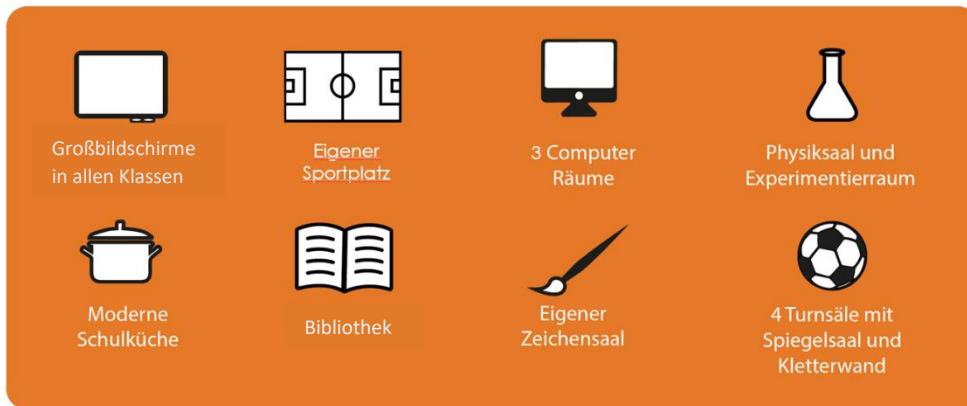 Großbildschirme
in allen Klassen
Eigener
Sportplatz
3 Computer
Räume
Physiksaal und
Experimentierraum
Moderne
Schulküche
Bibliothek
Eigener
Zeichensaal
4 Turnsäle mit
Spiegelsaal und
Kletterwand